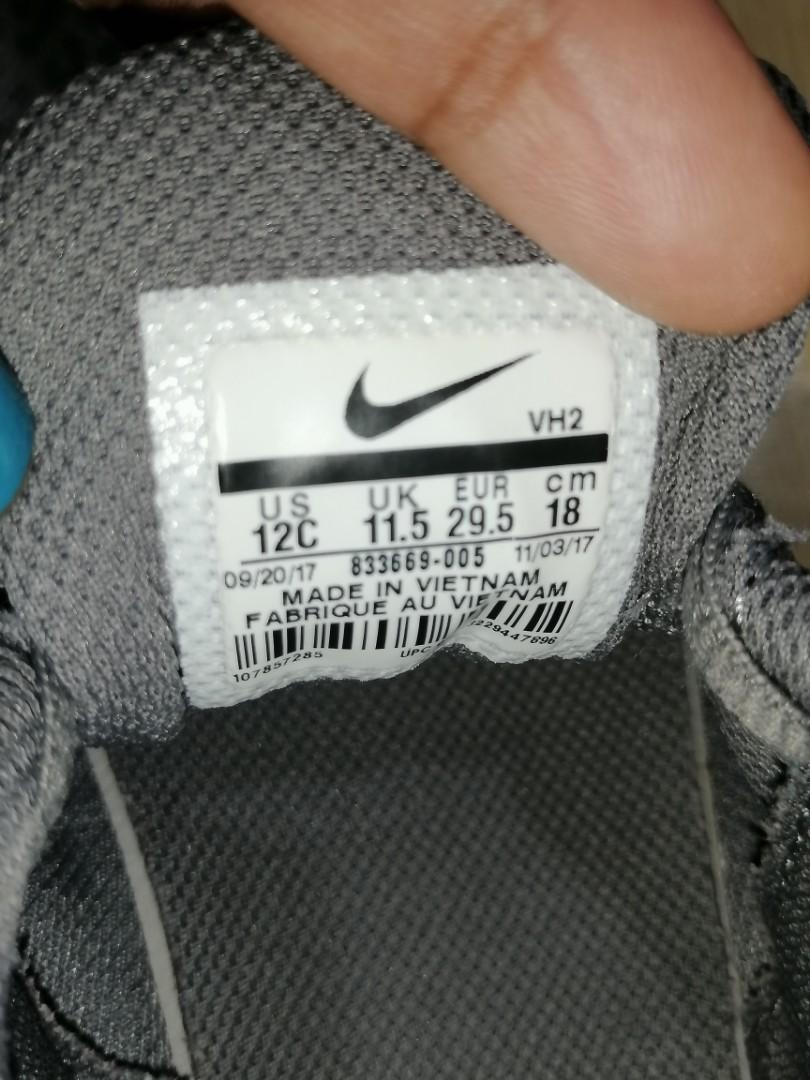 VH2
US UK EUR cm
12C 11.5 29.5 18
09/20/17 833669-005 11/03/17
MADE IN VIETNAM
FABRIQUE AU VIETNAM
107857285 UPC